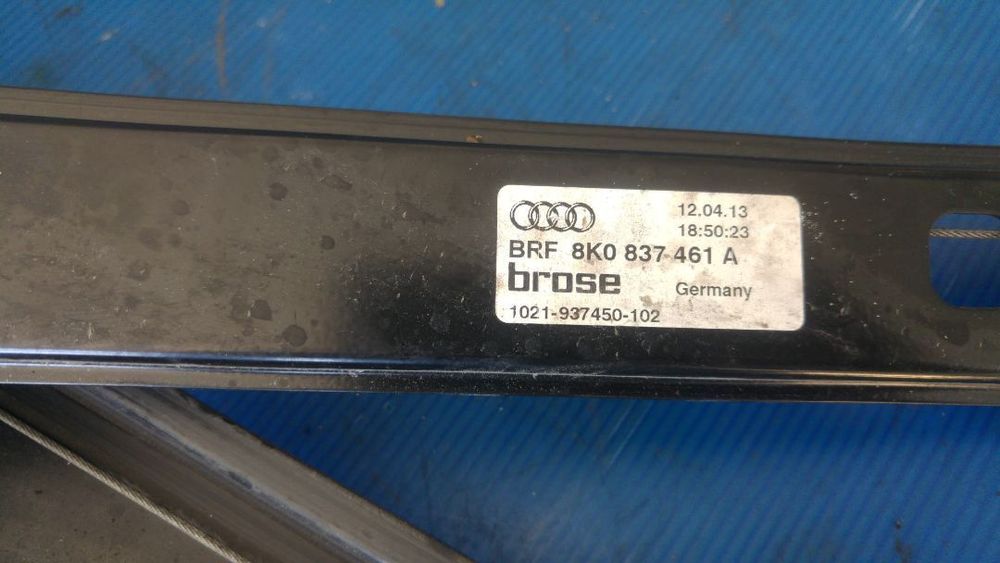 12.04.13
18:50:23
BRF 8K0 837 461 A
brose Germany
1021-937450-102